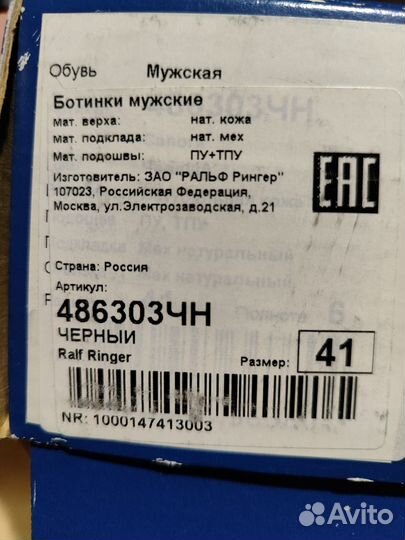 Обувь Мужская
Ботинки мужские
Мат. верха: нат. кожа
Мат. подклада: нат. мех
Мат. подошвы: ПУ+ТПУ
Изготовитель: ЗАО "РАЛЬФ Рингер"
107023, Российская Федерация,
Москва, ул.Электрозаводская, д.21
EAC
Страна: Россия
Артикул:
486303ЧН
ЧЕРНЫЙ
Ralf Ringer
Размер: 41
NR: 1000147413003
Avito